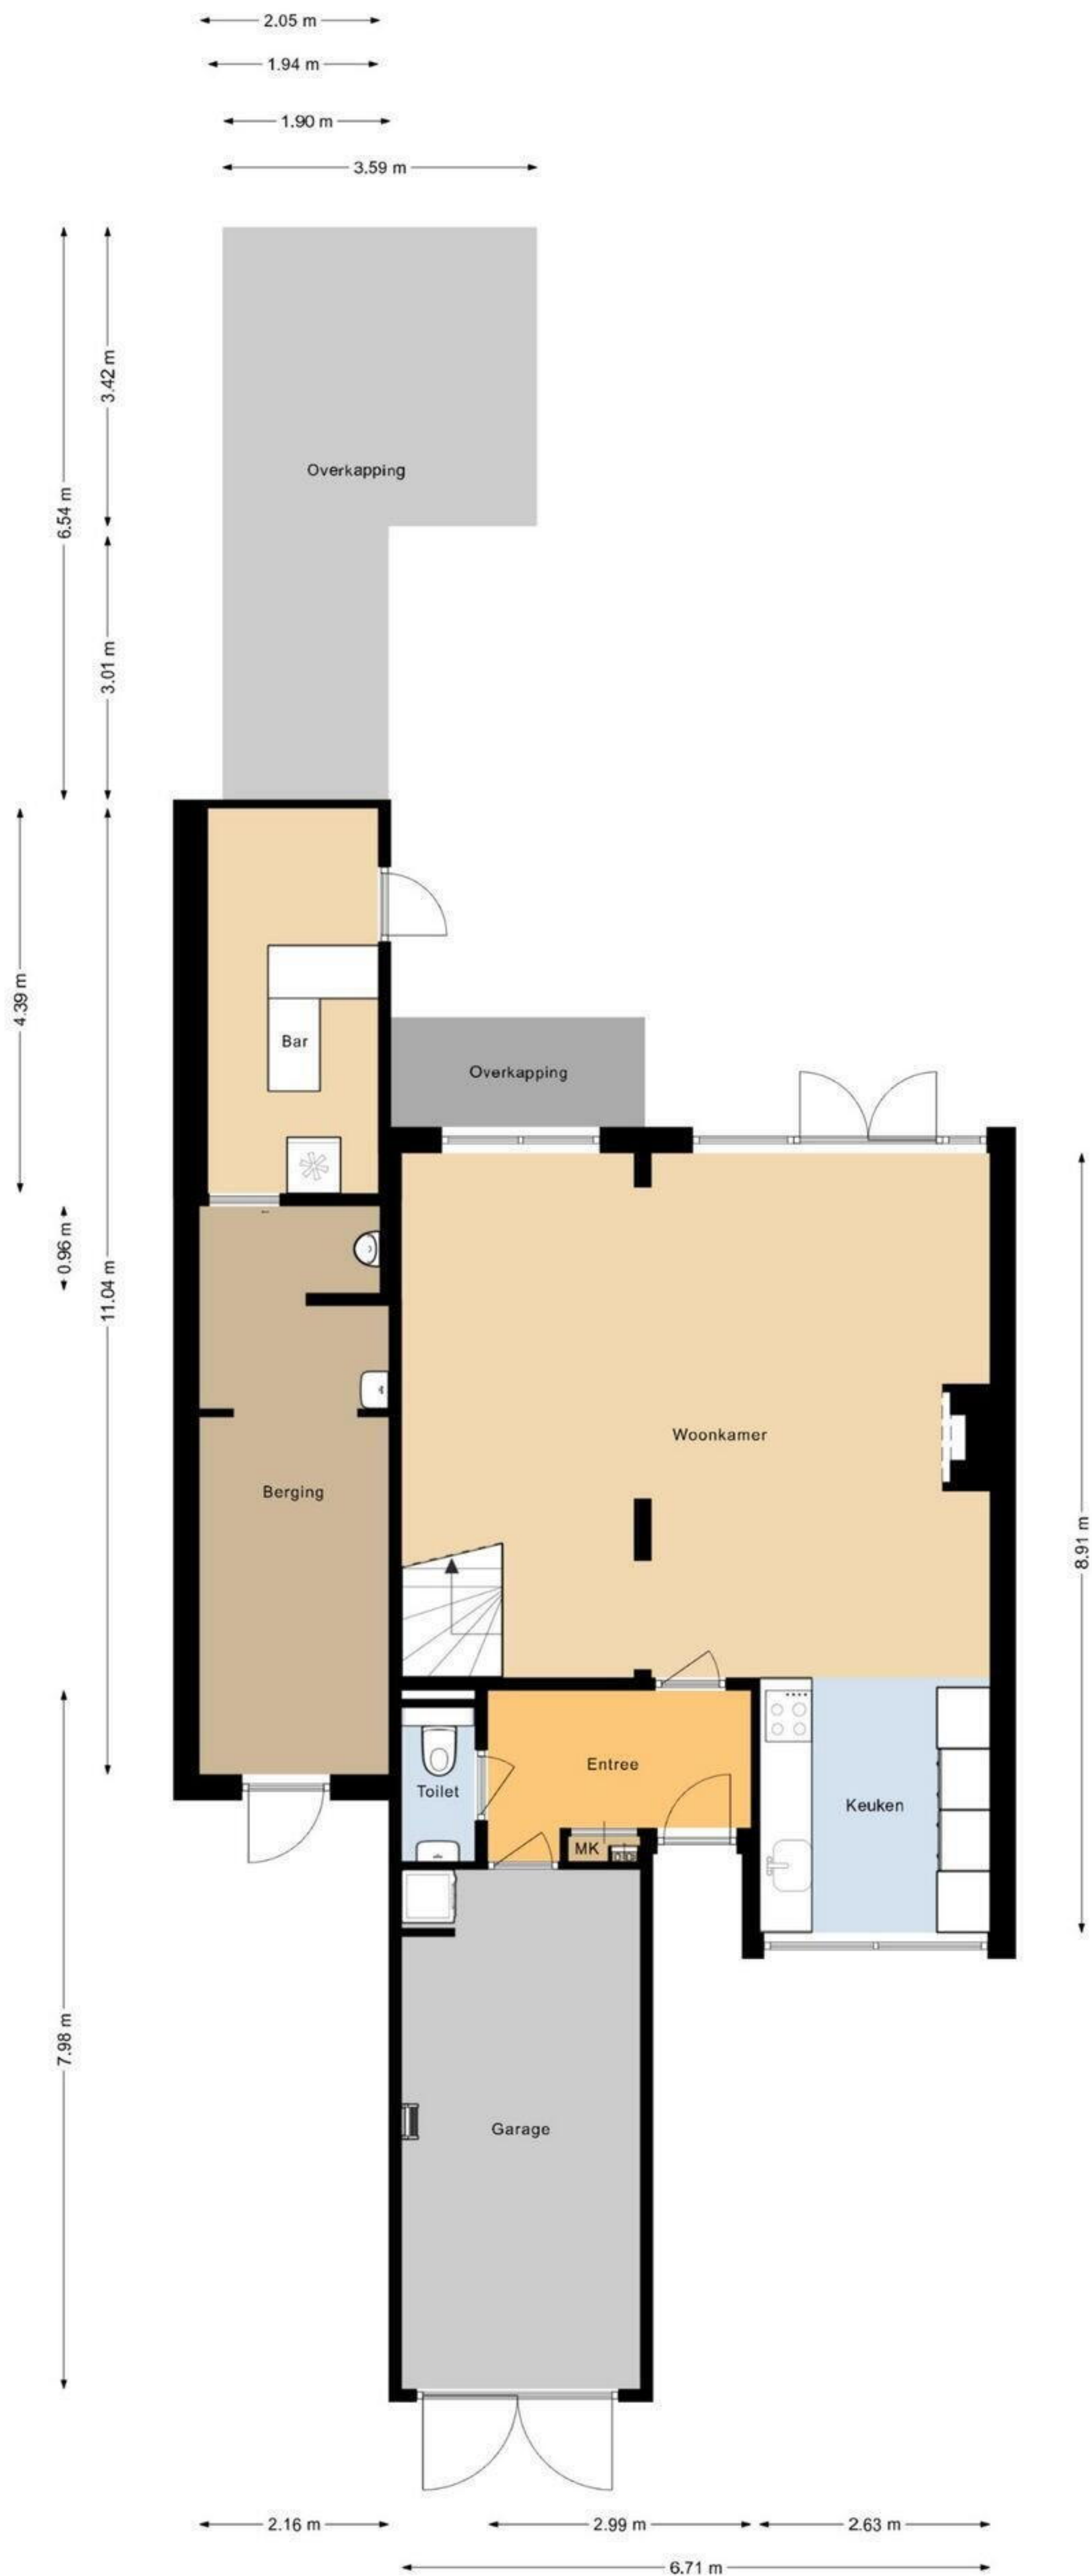 2.05 m
1.94 m
1.90 m
3.59 m
3.42 m
Overkapping
6.54 m
3.01 m
4.39 m
Bar
Overkapping
0.96 m
11.04 m
Woonkamer
Berging
8.91 m
Entree
Toilet
Keuken
MK
7.98 m
Garage
2.16 m
2.99 m
2.63 m
6.71 m